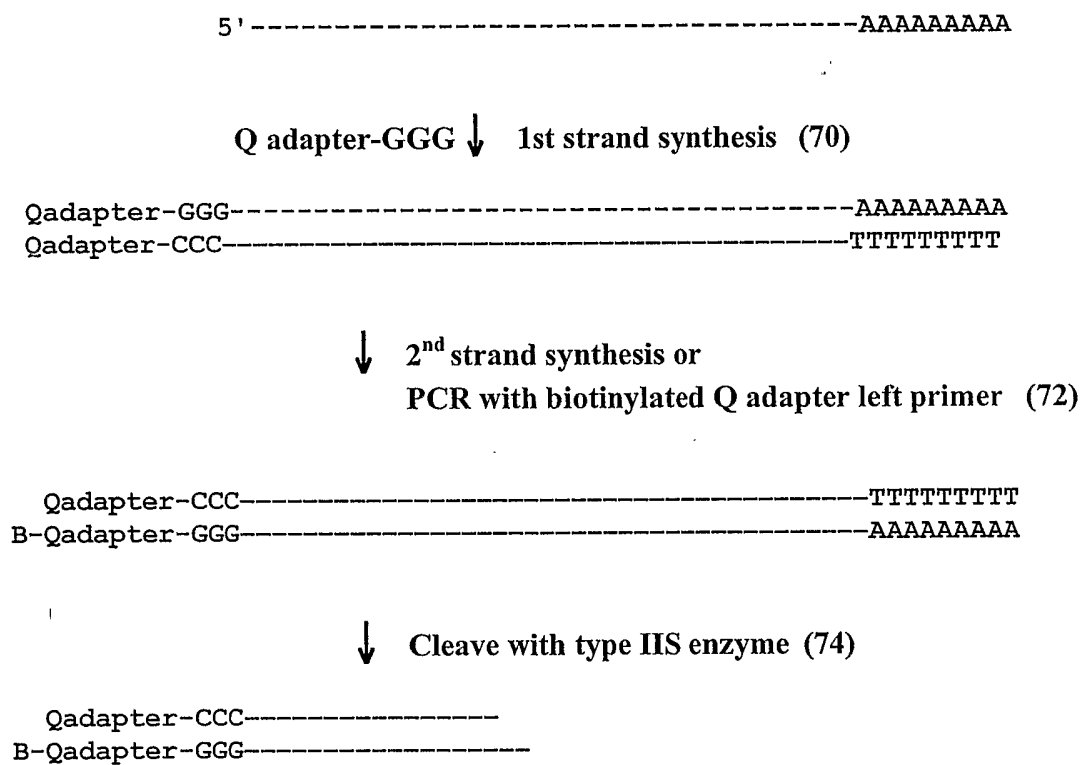 5'------------------------------AAAAAAAAA
Q adapter-GGG ↓ 1st strand synthesis (70)
Qadapter-GGG------------------------------AAAAAAAAA
Qadapter-CCC------------------------------TTTTTTTTT
↓ 2nd strand synthesis or
PCR with biotinylated Q adapter left primer (72)
Qadapter-CCC------------------------------TTTTTTTTT
B-Qadapter-GGG------------------------------AAAAAAAAA
↓ Cleave with type IIS enzyme (74)
Qadapter-CCC-----------------
B-Qadapter-GGG-------------------